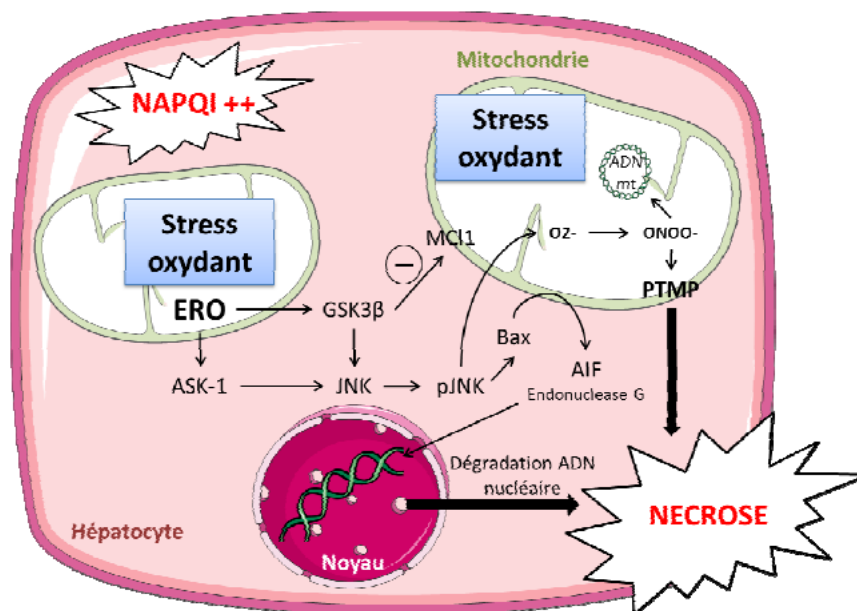 Mitochondrie
NAPQI ++
Stress
oxydant
ADN
mt
Stress
oxydant
MCl1
O2-
ONOO-
ERO
GSK3β
PTMP
Bax
ASK-1
JNK
pJNK
AIF
Endonuclease G
Dégradation ADN
nucléaire
NECROSE
Hépatocyte
Noyau